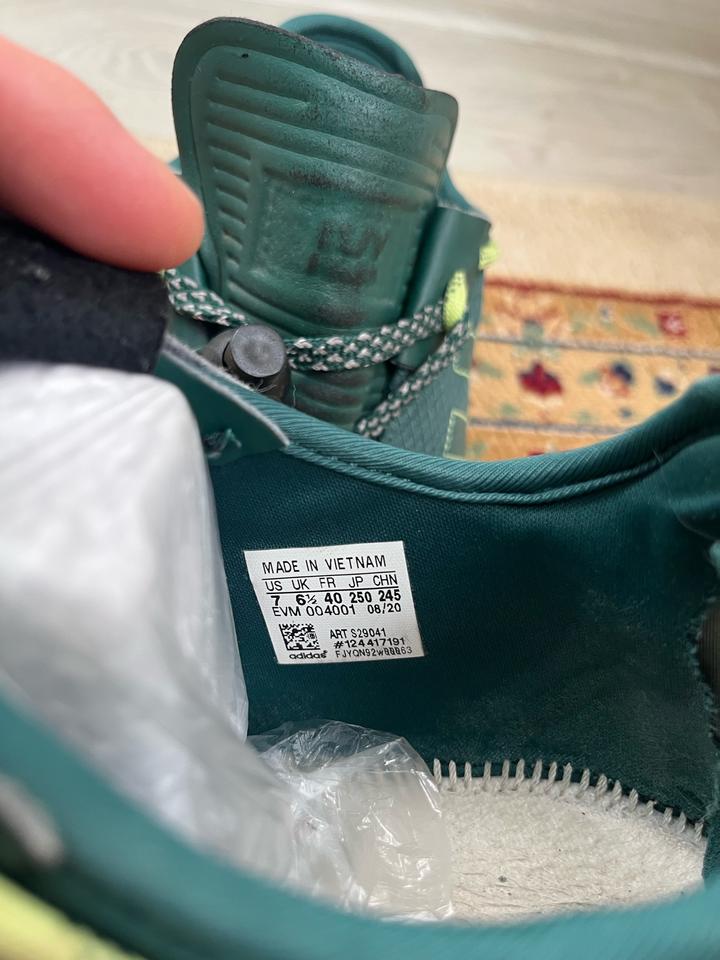 MADE IN VIETNAM
US UK FR JP CHN
7 6½ 40 250 245
EVM 004001 08/20
ART S29041
#124417191
adidas